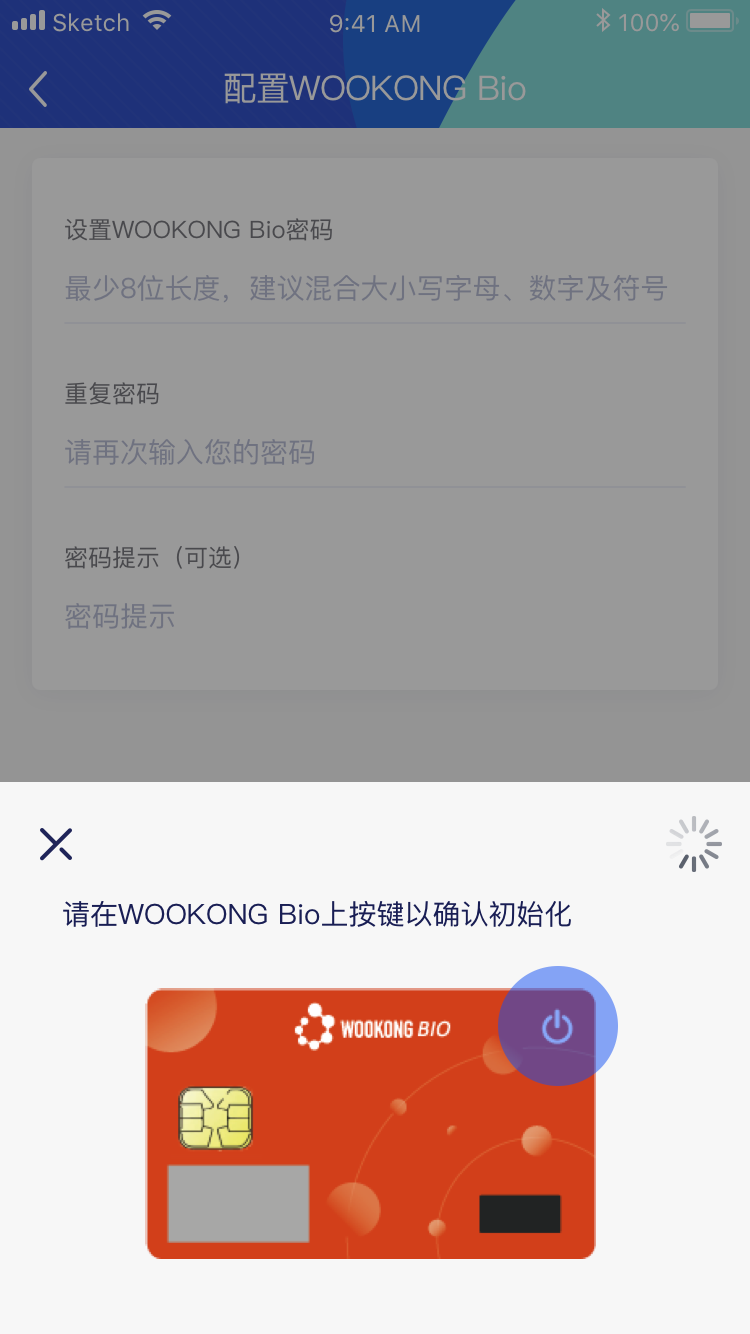 Sketch
9:41 AM
100%
配置WOOKONG Bio
设置WOOKONG Bio密码
最少8位长度，建议混合大小写字母、数字及符号
重复密码
请再次输入您的密码
密码提示（可选）
密码提示
请在WOOKONG Bio上按键以确认初始化
WOOKONG BIO